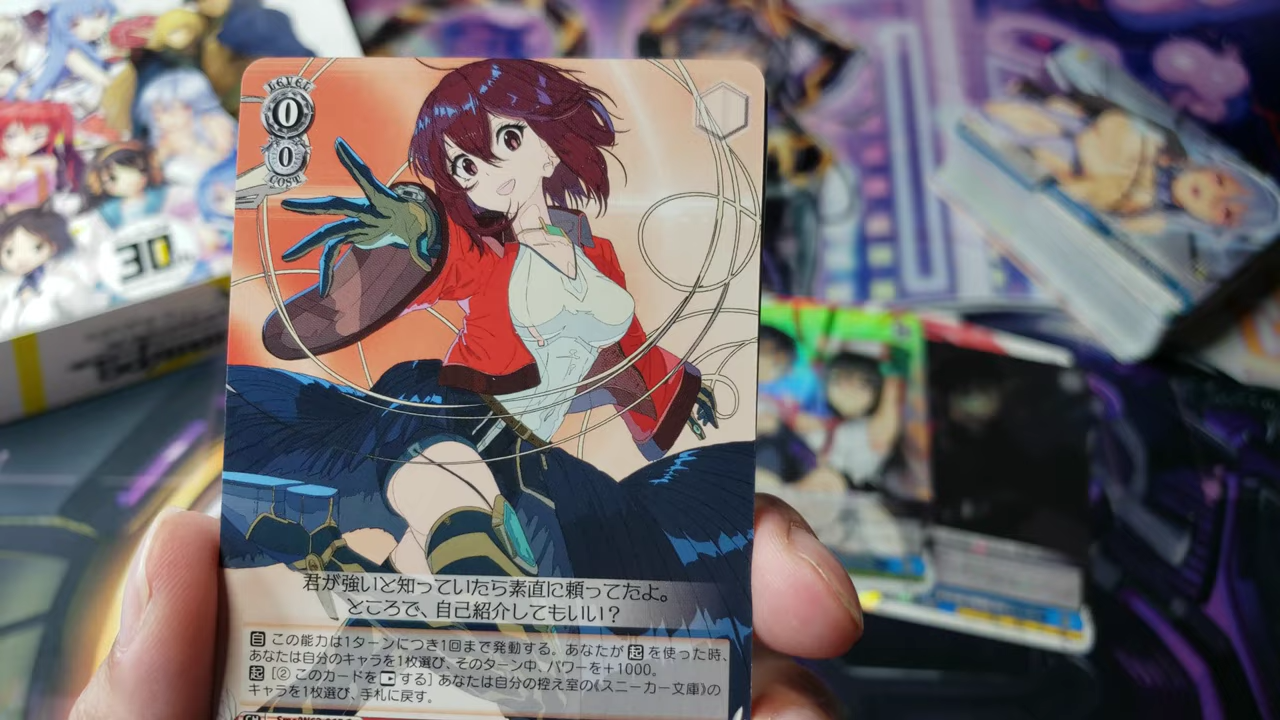 LEVEL
0
0
COST
30
君が強いと知っていたら素直に頼ってたよ。
ところで、自己紹介してもいい？
自 この能力は1ターンにつき1回まで発動する。あなたが 起 を使った時、
あなたは自分のキャラを1枚選び、そのターン中、パワーを＋1000。
起 [② このカードを する] あなたは自分の控え室の《スニーカー文庫》の
キャラを1枚選び、手札に戻す。